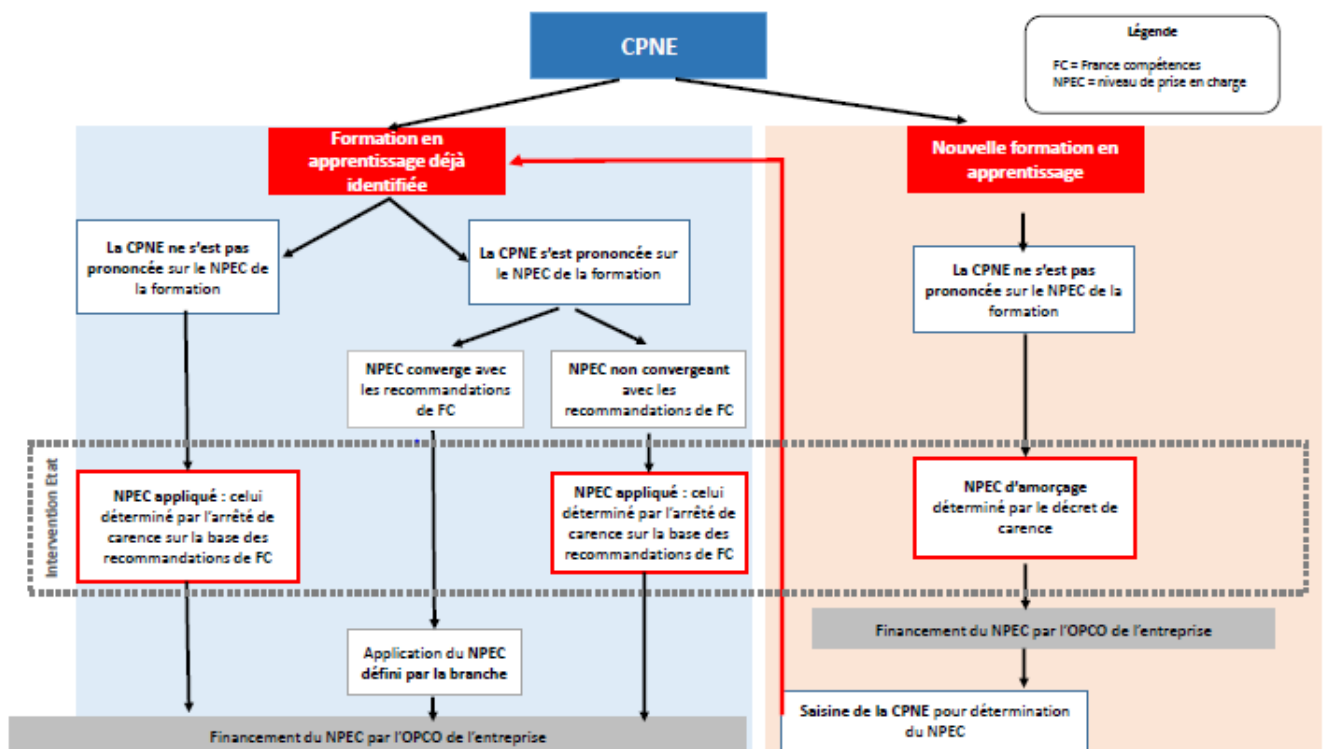 CPNE
Légende
FC = France compétences
NPEC = niveau de prise en charge
Formation en
apprentissage déjà
identifiée
Nouvelle formation en
apprentissage
La CPNE ne s'est pas
prononcée sur le NPEC de
la formation
La CPNE s'est prononcée sur
le NPEC de la formation
La CPNE ne s'est pas
prononcée sur le NPEC de la
formation
NPEC converge avec
les recommandations
de FC
NPEC non convergeant
avec les
recommandations de FC
Intervention Etat
NPEC appliqué : celui
déterminé par l'arrêté de
carence sur la base des
recommandations de FC
NPEC appliqué : celui
déterminé par l'arrêté de
carence sur la base des
recommandations de FC
NPEC d'amorçage
déterminé par le décret de
carence
Financement du NPEC par l'OPCO de l'entreprise
Application du NPEC
défini par la branche
Saisine de la CPNE pour détermination
du NPEC
Financement du NPEC par l'OPCO de l'entreprise